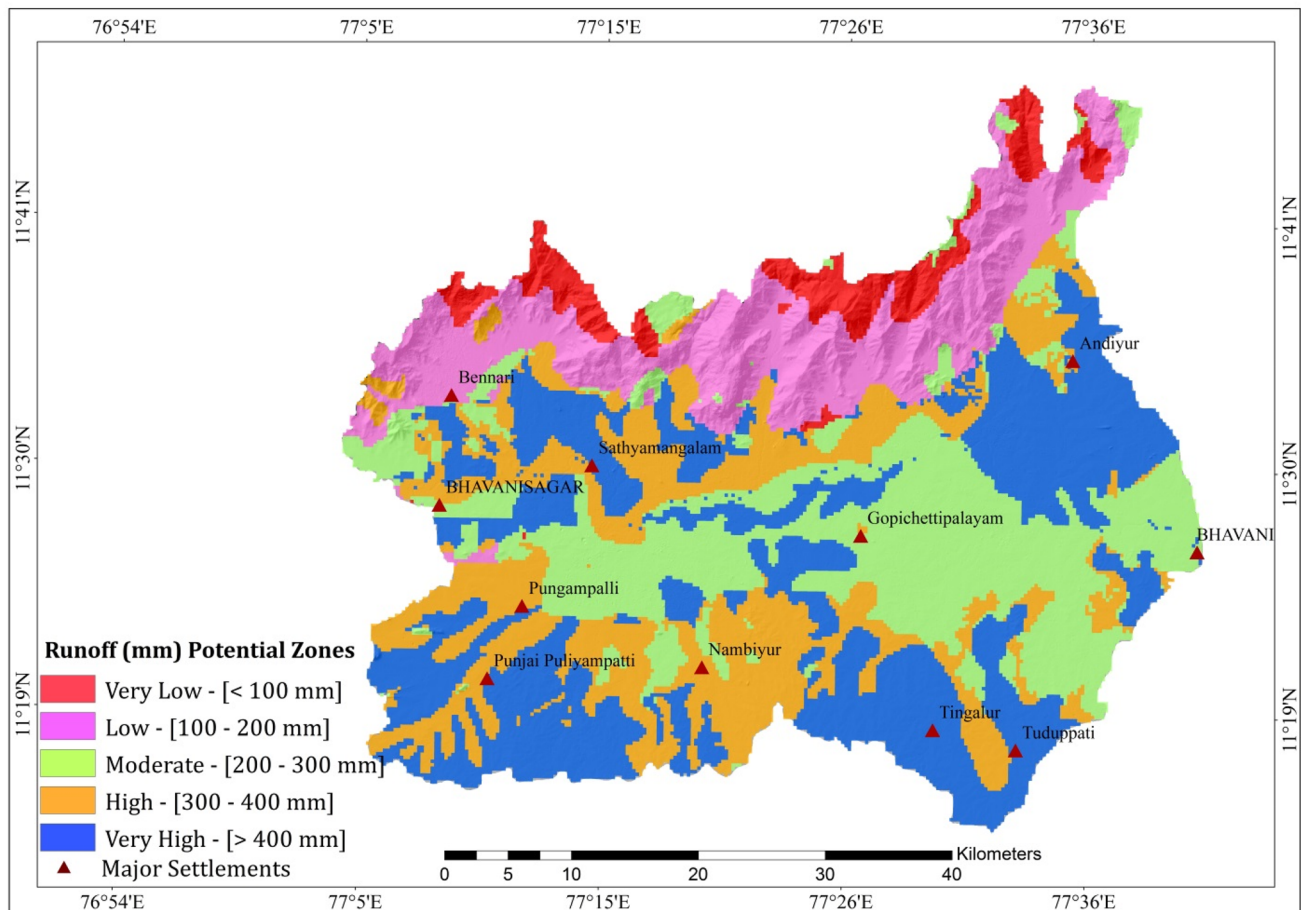 76°54'E 77°5'E 77°15'E 77°26'E 77°36'E
11°41'N 11°41'N
Andiyur
Bennari
Sathyamangalam
11°30'N 11°30'N
BHAVANISAGAR
Gopichettipalayam
BHAVANI
Pungampalli
Runoff (mm) Potential Zones
Nambiyur
Punjai Puliyampatti
Very Low - [< 100 mm]
11°19'N 11°19'N
Low - [100 - 200 mm]
Tingalur
Tuduppati
Moderate - [200 - 300 mm]
High - [300 - 400 mm]
Very High - [> 400 mm]
Major Settlements
Kilometers
0 5 10 20 30 40
76°54'E 77°5'E 77°15'E 77°26'E 77°36'E